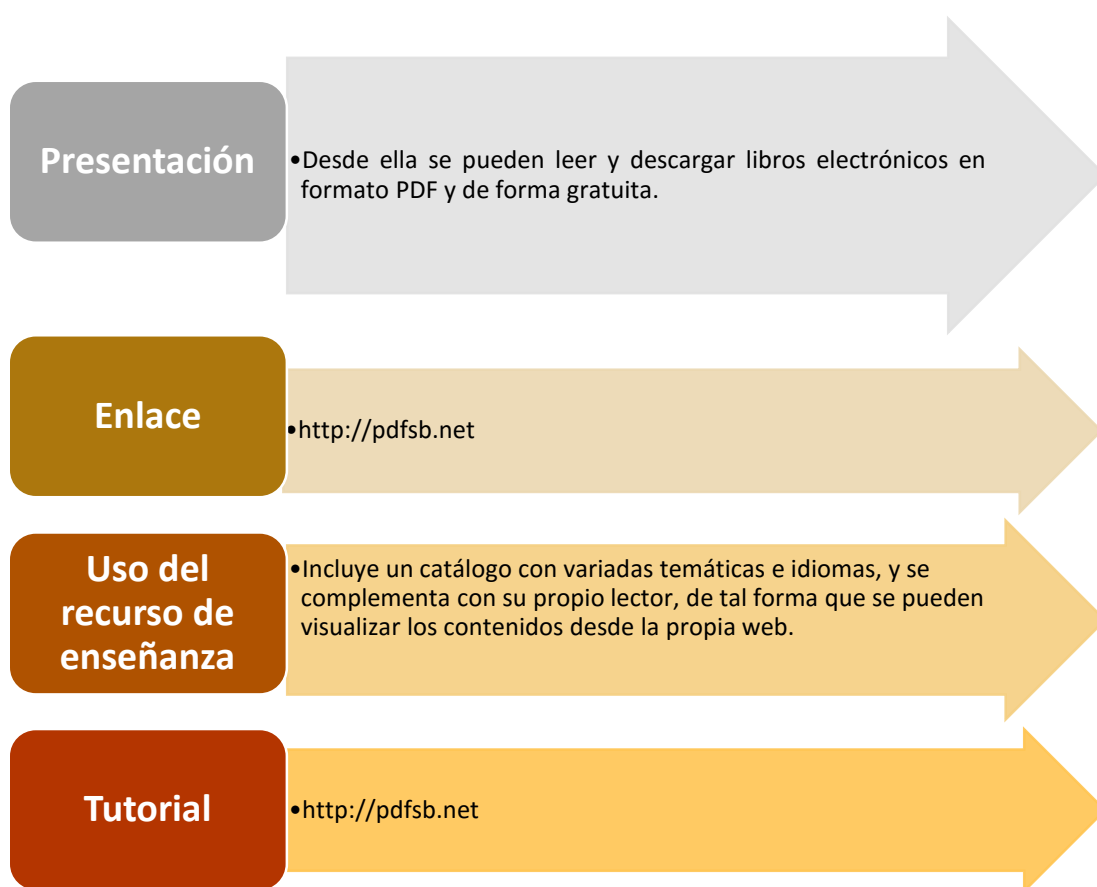 Presentación
•Desde ella se pueden leer y descargar libros electrónicos en
formato PDF y de forma gratuita.
Enlace
•http://pdfsb.net
Uso del
recurso de
enseñanza
•Incluye un catálogo con variadas temáticas e idiomas, y se
complementa con su propio lector, de tal forma que se pueden
visualizar los contenidos desde la propia web.
Tutorial
•http://pdfsb.net